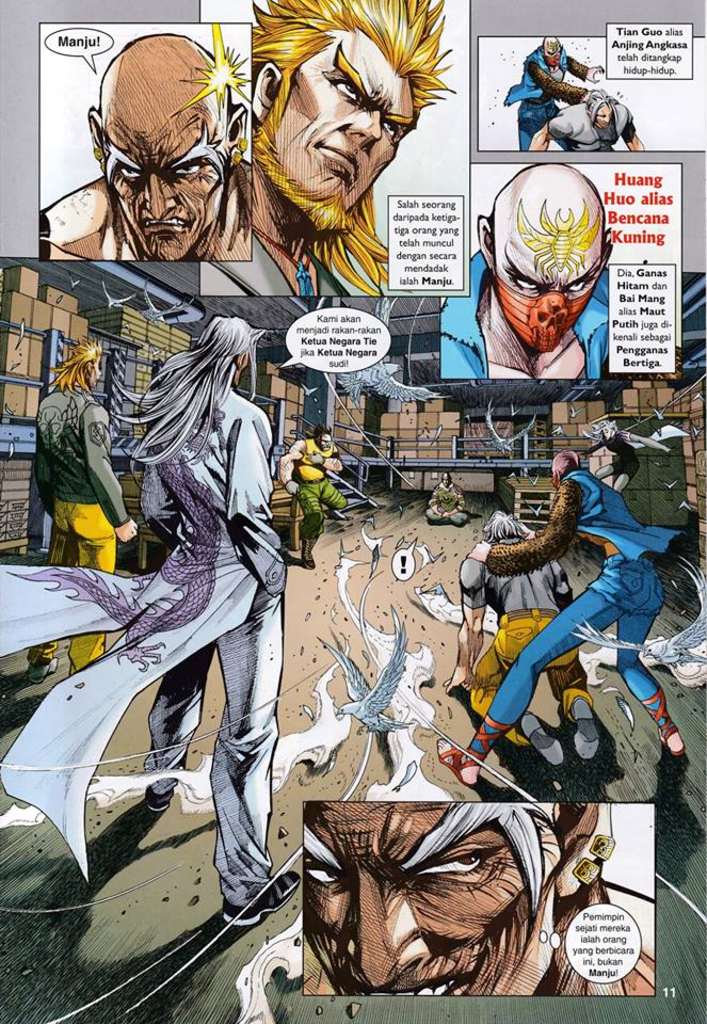 Manju!
Salah seorang
daripada ketiga-
tiga orang yang
telah muncul
dengan secara
mendadak
ialah Manju.
Tian Guo alias
Anjing Angkasa
telah ditangkap
hidup-hidup.
Huang
Huo alias
Bencana
Kuning
Dia, Ganas
Hitam dan
Bai Mang
alias Maut
Putih juga di-
kenali sebagai
Pengganas
Bertiga.
Kami akan
menjadi rakan-rakan
Ketua Negara Tie
jika Ketua Negara
sudi!
!
Pemimpin
sejati mereka
ialah orang
yang berbicara
ini, bukan
Manju!
11